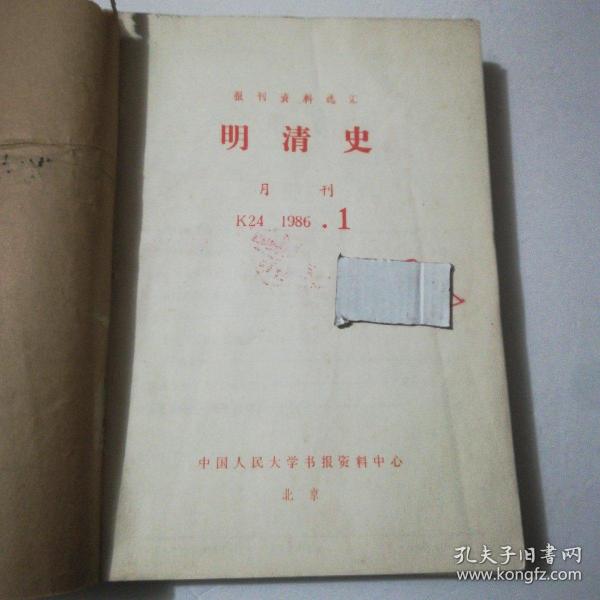 报刊资料选汇
明清史
月刊
K24 1986.1
中国人民大学书报资料中心
北京
孔夫子旧书网
www.kongfz.com